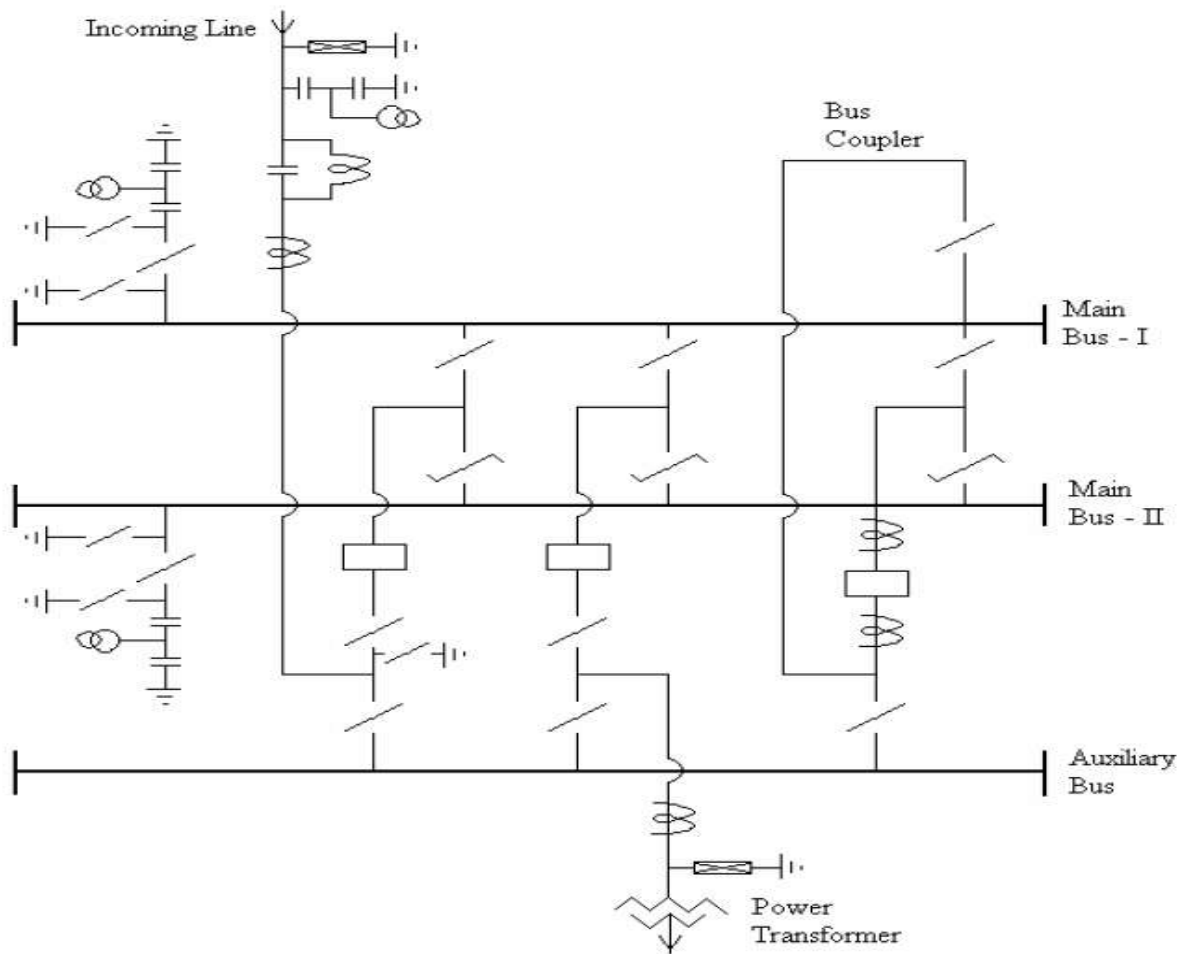 Incoming Line
Bus
Coupler
Main
Bus - I
Main
Bus - II
Auxiliary
Bus
Power
Transformer